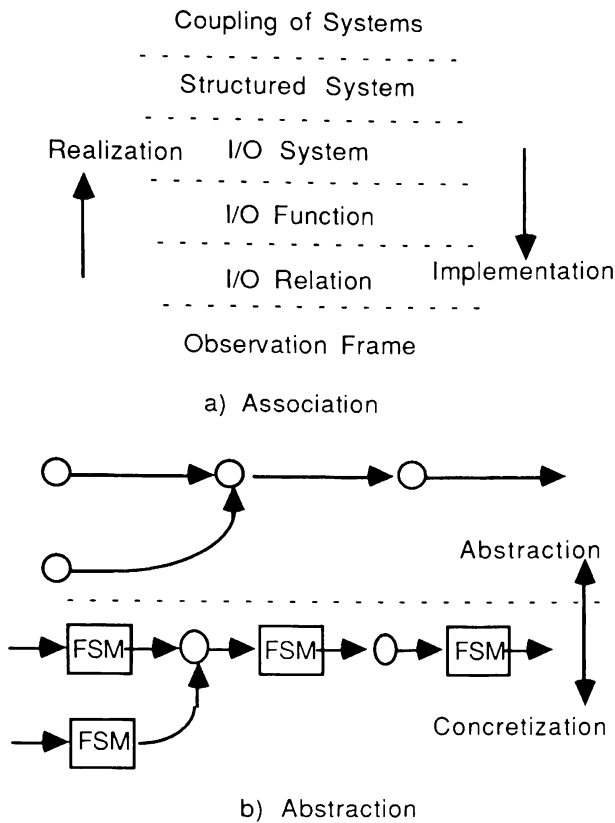 Coupling of Systems
Structured System
Realization
I/O System
I/O Function
I/O Relation
Implementation
Observation Frame
a) Association
Abstraction
FSM
FSM
FSM
FSM
Concretization
b) Abstraction